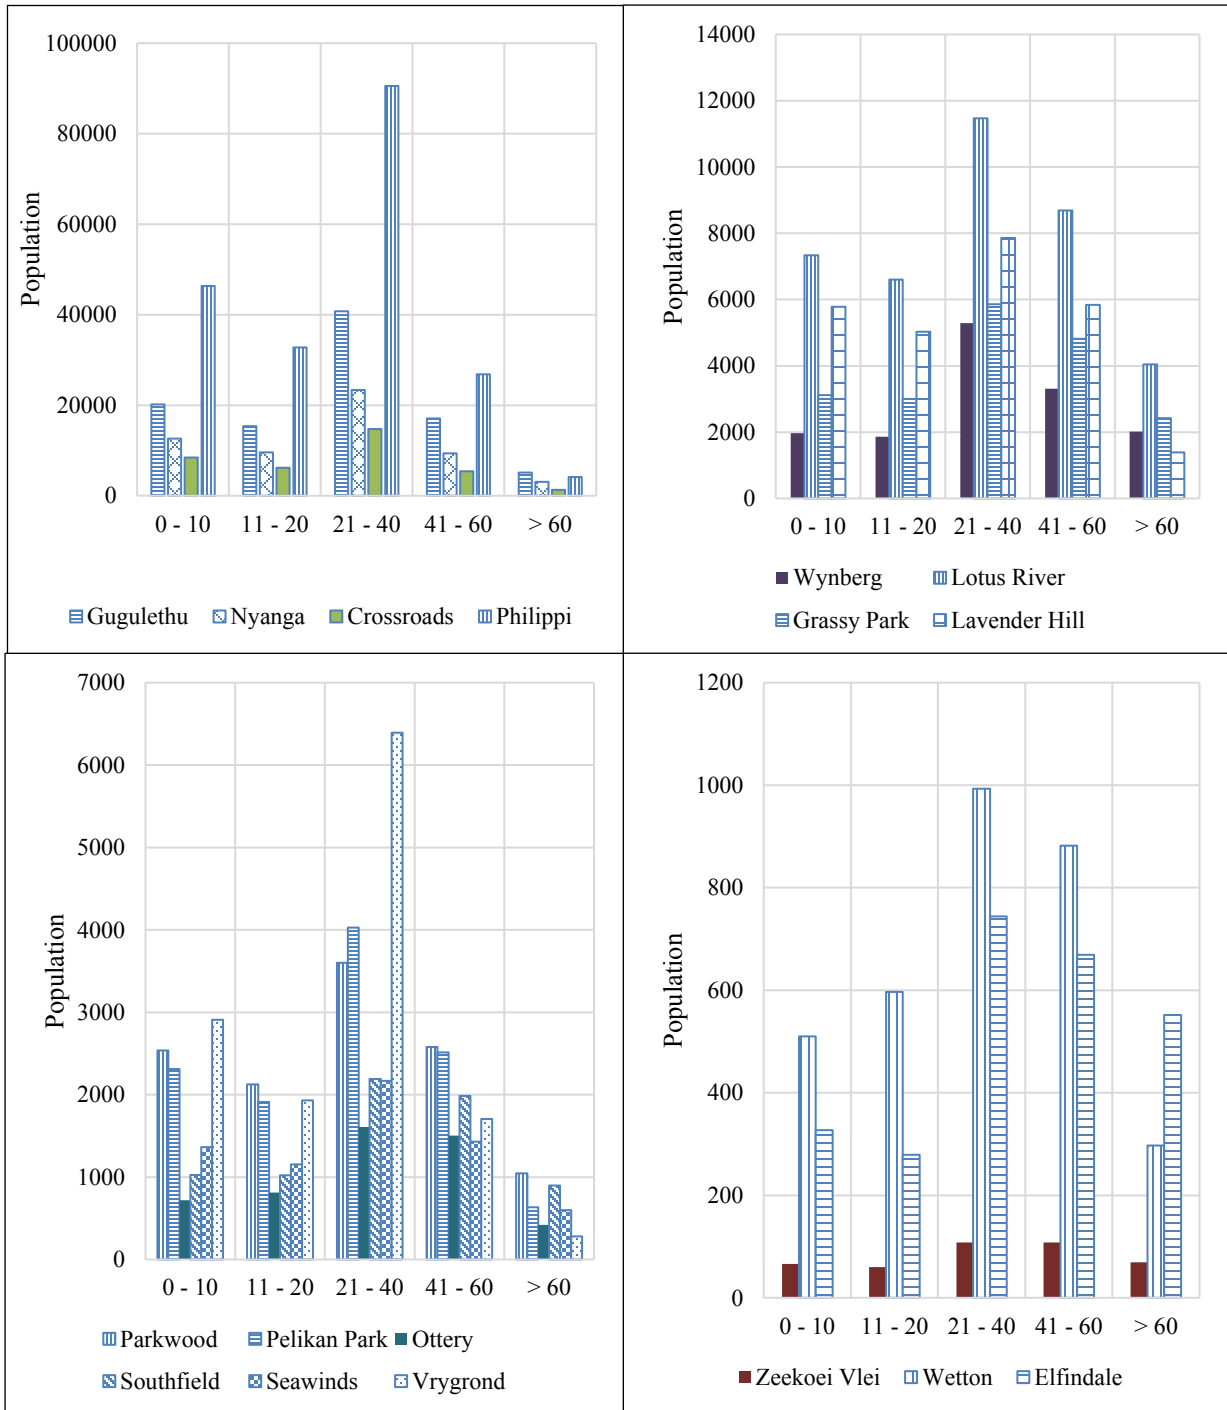 100000
80000
60000
40000
20000
0
Population
0 - 10 11 - 20 21 - 40 41 - 60 > 60
Gugulethu Nyanga Crossroads Philippi
14000
12000
10000
8000
6000
4000
2000
0
Population
0 - 10 11 - 20 21 - 40 41 - 60 > 60
Wynberg Lotus River
Grassy Park Lavender Hill
7000
6000
5000
4000
3000
2000
1000
0
Population
0 - 10 11 - 20 21 - 40 41 - 60 > 60
Parkwood Pelikan Park Ottery
Southfield Seawinds Vrygrond
1200
1000
800
600
400
200
0
Population
0 - 10 11 - 20 21 - 40 41 - 60 > 60
Zeekoei Vlei Wetton Elfindale